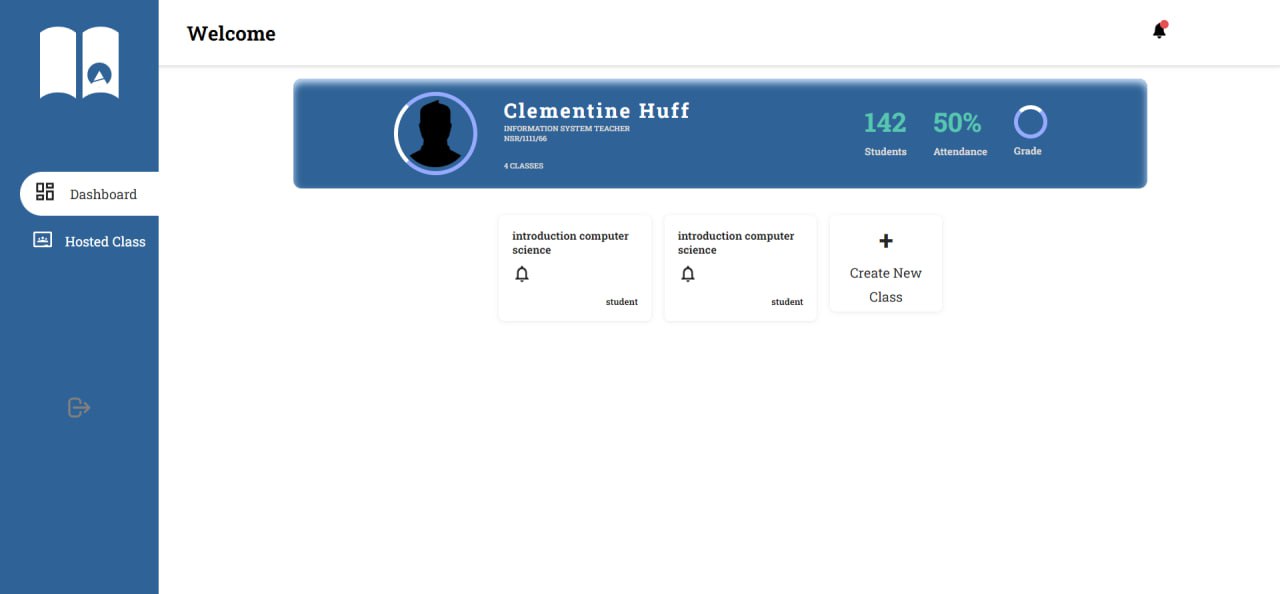 Welcome
Clementine Huff
INFORMATION SYSTEM TEACHER
NSR/1111/66
4 CLASSES
142
Students
50%
Attendance
Grade
Dashboard
Hosted Class
introduction computer
science
student
introduction computer
science
student
Create New
Class